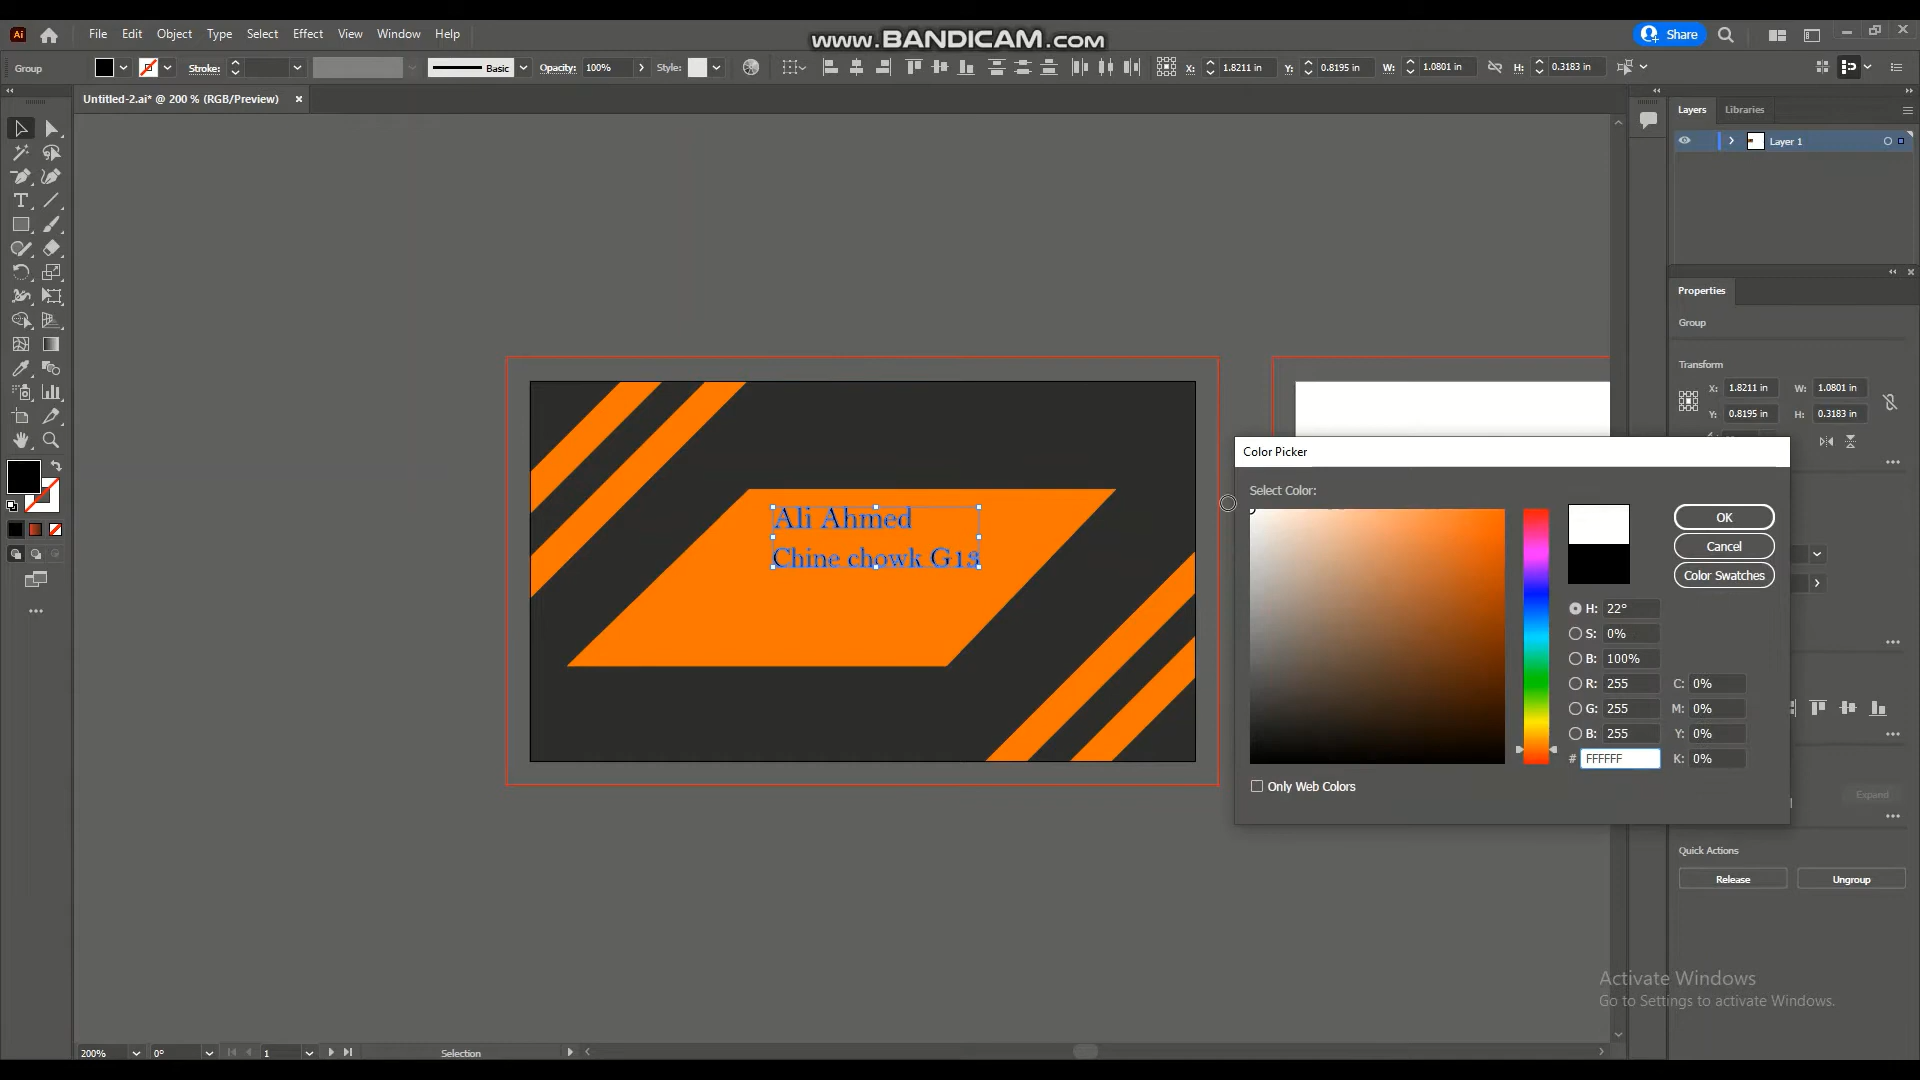 Ai File Edit Object Type Select Effect View Window Help
www.BANDICAM.com
Share
Group Stroke: Basic Opacity: 100% Style: X: 1.8211 in Y: 0.8195 in W: 1.0801 in H: 0.3183 in
Untitled-2.ai* @ 200 % (RGB/Preview) ×
Layers Libraries
Layer 1
Properties
Group
Transform
X: 1.8211 in W: 1.0801 in
Y: 0.8195 in H: 0.3183 in
Ali Ahmed
Chine chowk G13
Color Picker
Select Color:
OK
Cancel
Color Swatches
H: 22°
S: 0%
B: 100%
R: 255 C: 0%
G: 255 M: 0%
B: 255 Y: 0%
# FFFFFF K: 0%
Only Web Colors
Expand
Quick Actions
Release Ungroup
Activate Windows
Go to Settings to activate Windows.
200% 0° 1 Selection